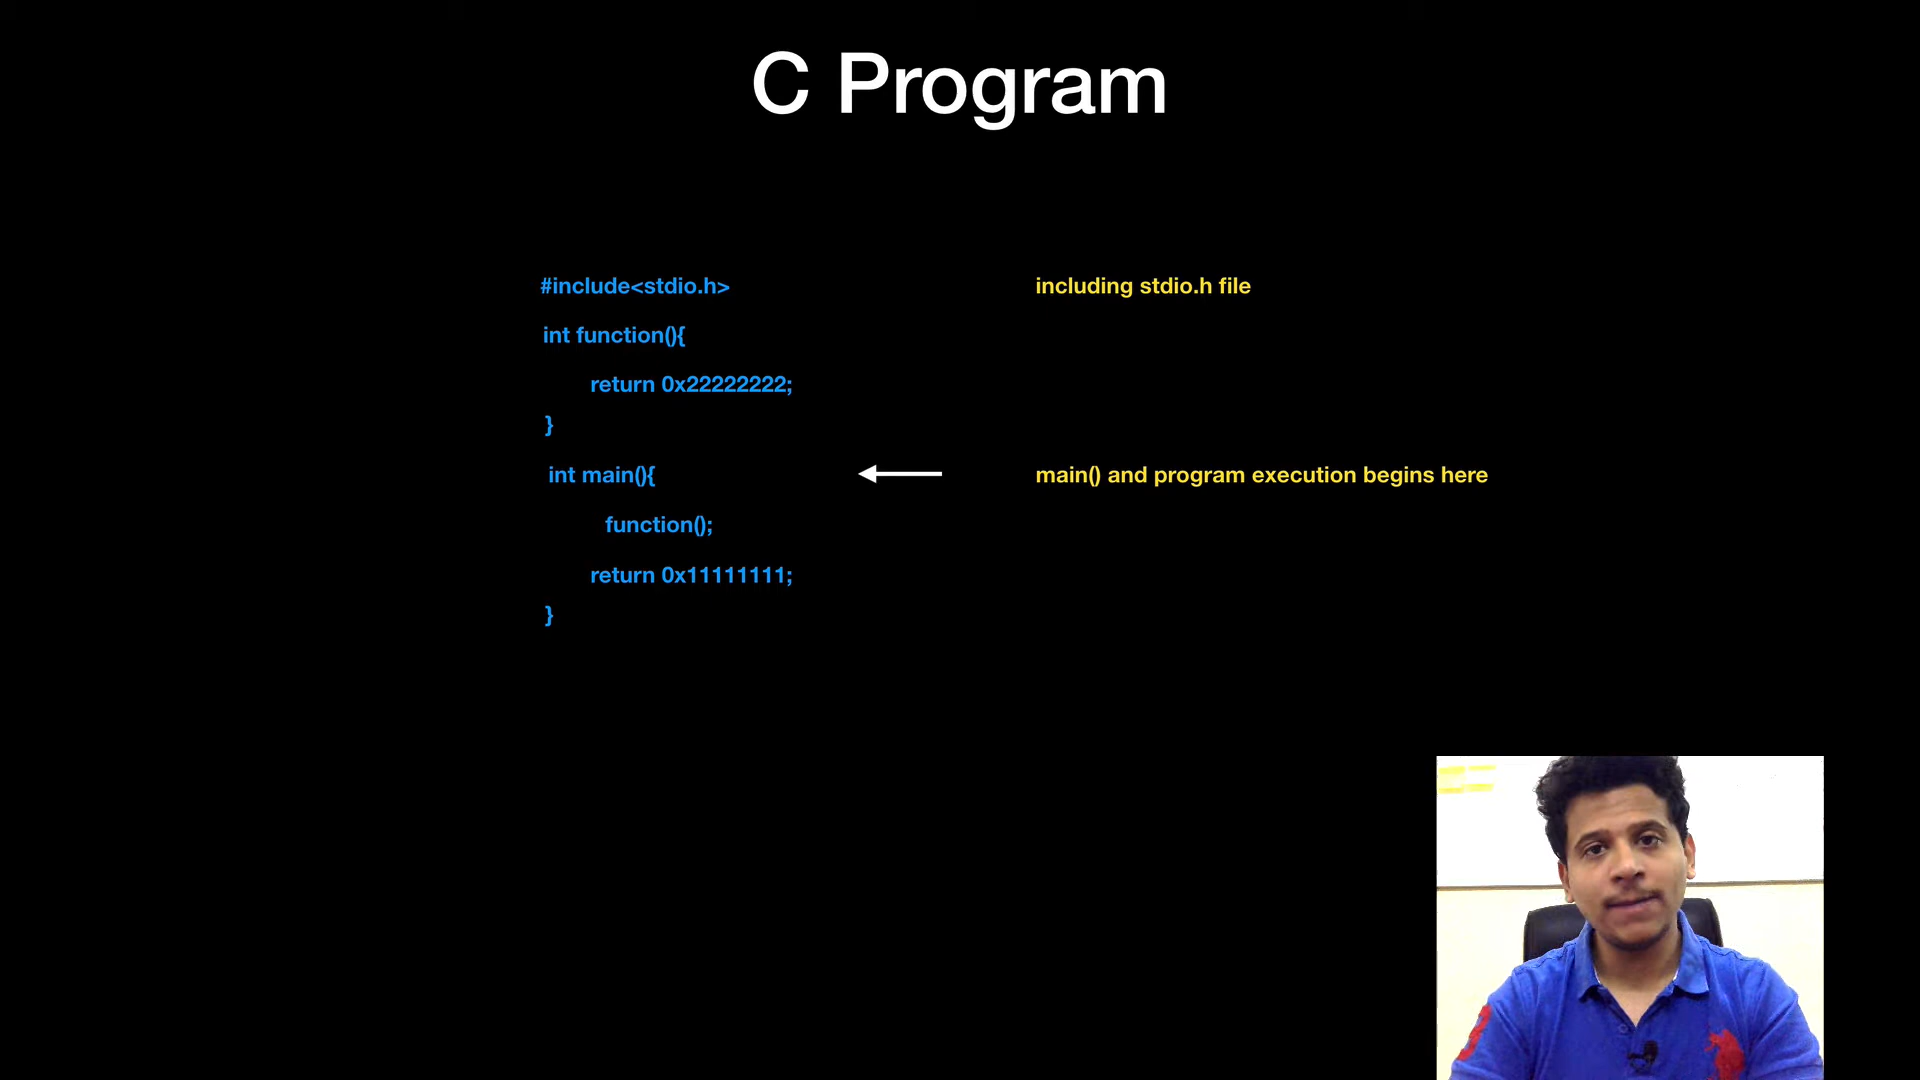 C Program
#include<stdio.h> including stdio.h file
int function(){
return 0x22222222;
}
int main(){ main() and program execution begins here
function();
return 0x11111111;
}